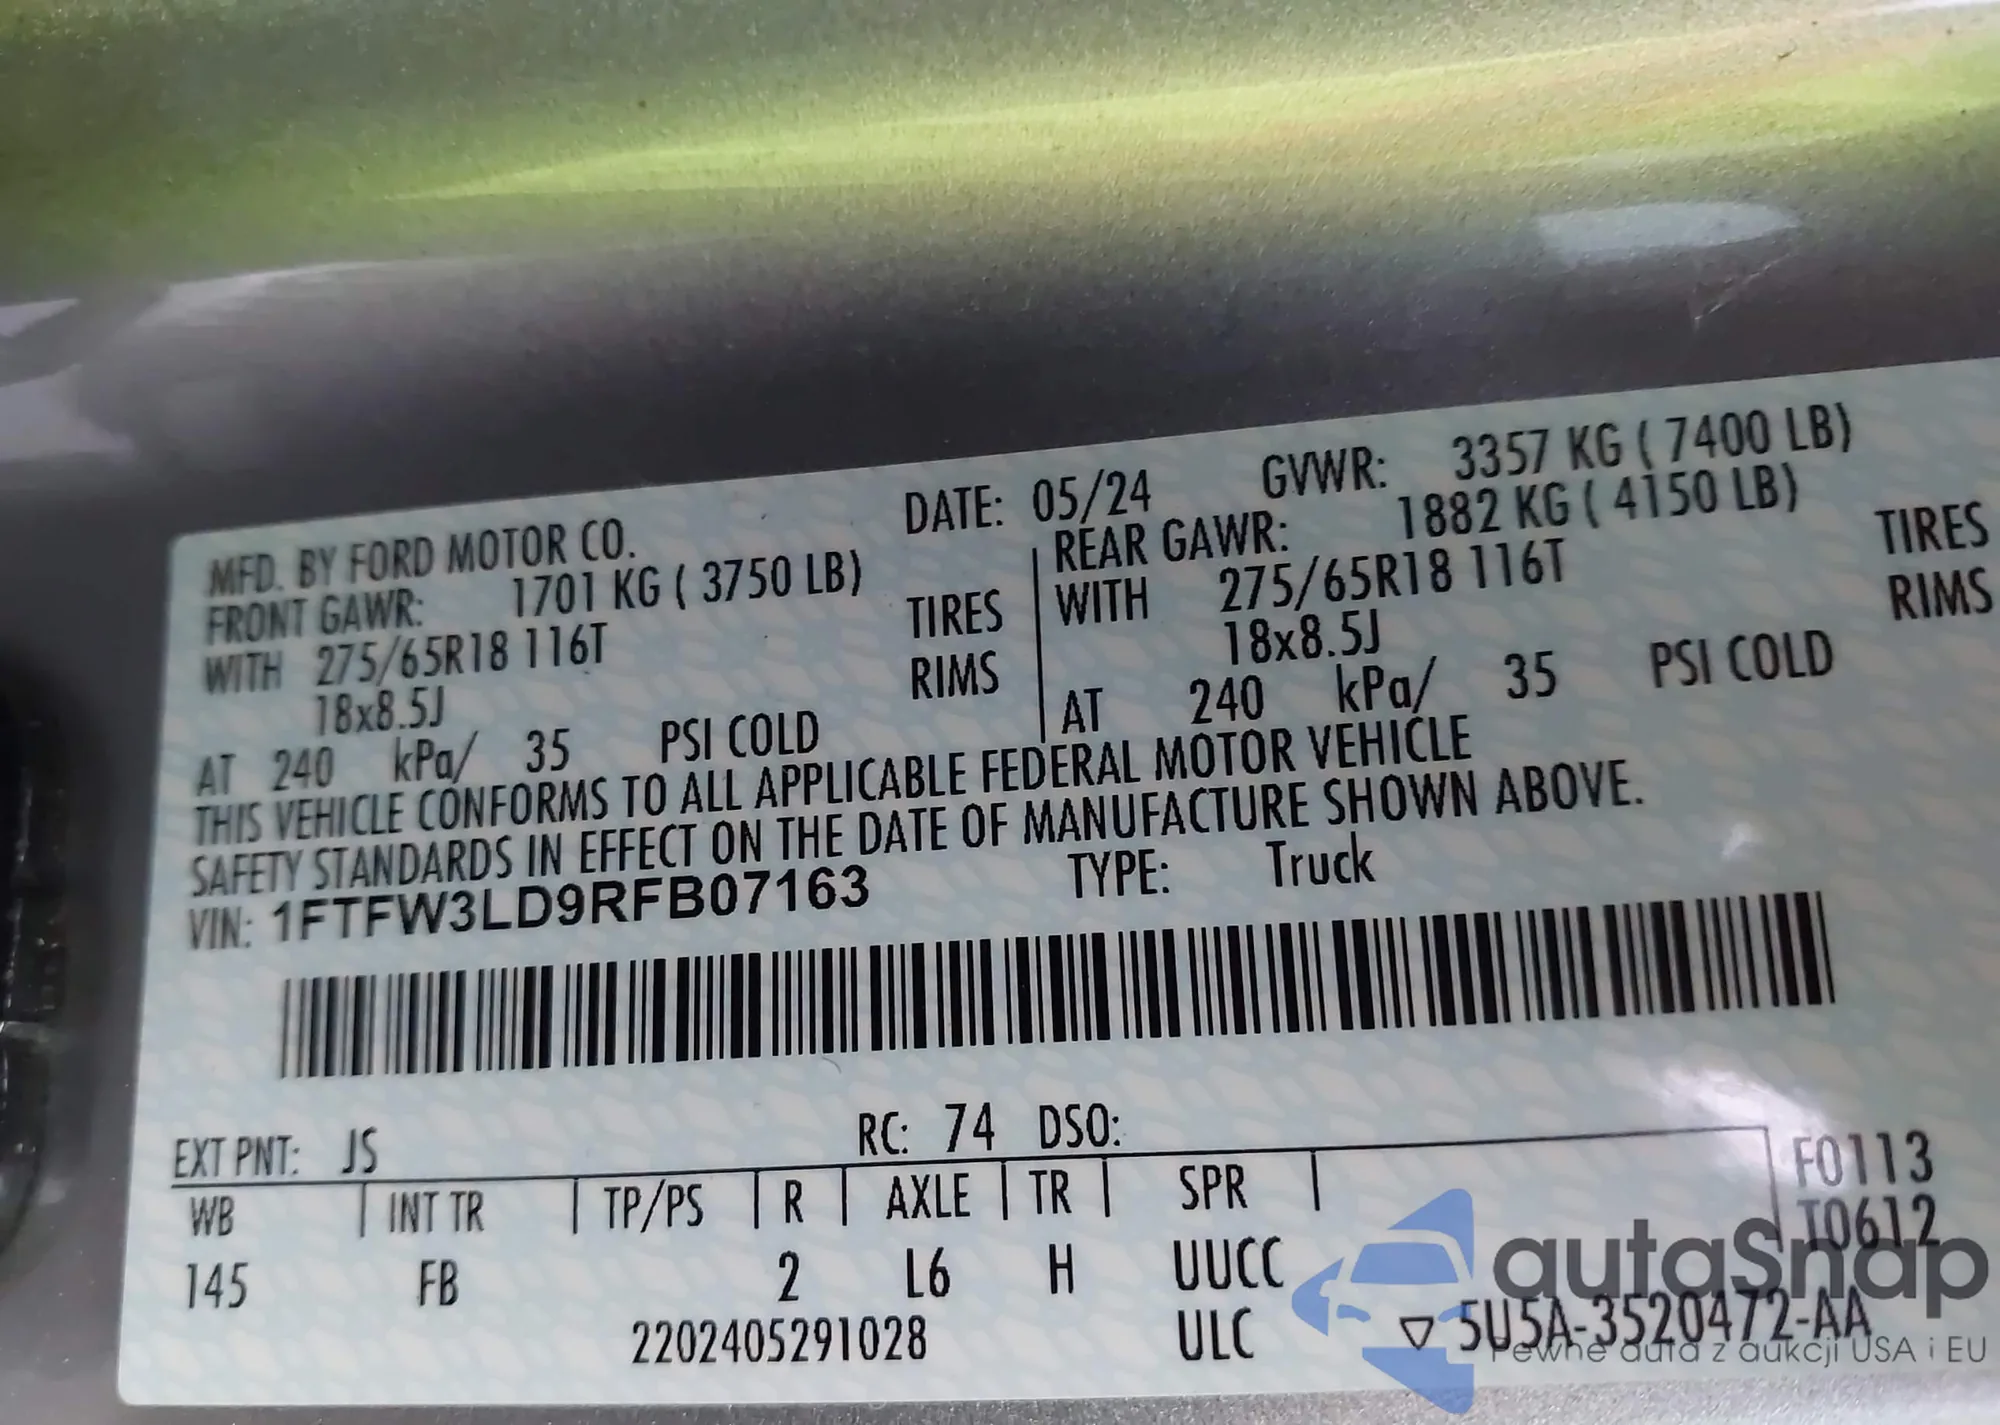 MFD. BY FORD MOTOR CO. DATE: 05/24 GVWR: 3357 KG ( 7400 LB)
FRONT GAWR: 1701 KG ( 3750 LB) REAR GAWR: 1882 KG ( 4150 LB)
WITH 275/65R18 116T TIRES WITH 275/65R18 116T TIRES
18x8.5J RIMS 18x8.5J RIMS
AT 240 kPa/ 35 PSI COLD AT 240 kPa/ 35 PSI COLD
THIS VEHICLE CONFORMS TO ALL APPLICABLE FEDERAL MOTOR VEHICLE
SAFETY STANDARDS IN EFFECT ON THE DATE OF MANUFACTURE SHOWN ABOVE.
VIN: 1FTFW3LD9RFB07163 TYPE: Truck
EXT PNT: JS RC: 74 DSO:
WB INT TR TP/PS R AXLE TR SPR F0113
T0612
145 FB 2 L6 H UUCC
2202405291028 ULC ▽ 5U5A-3520472-AA
autaSnap
Pewne auta z aukcji USA i EU